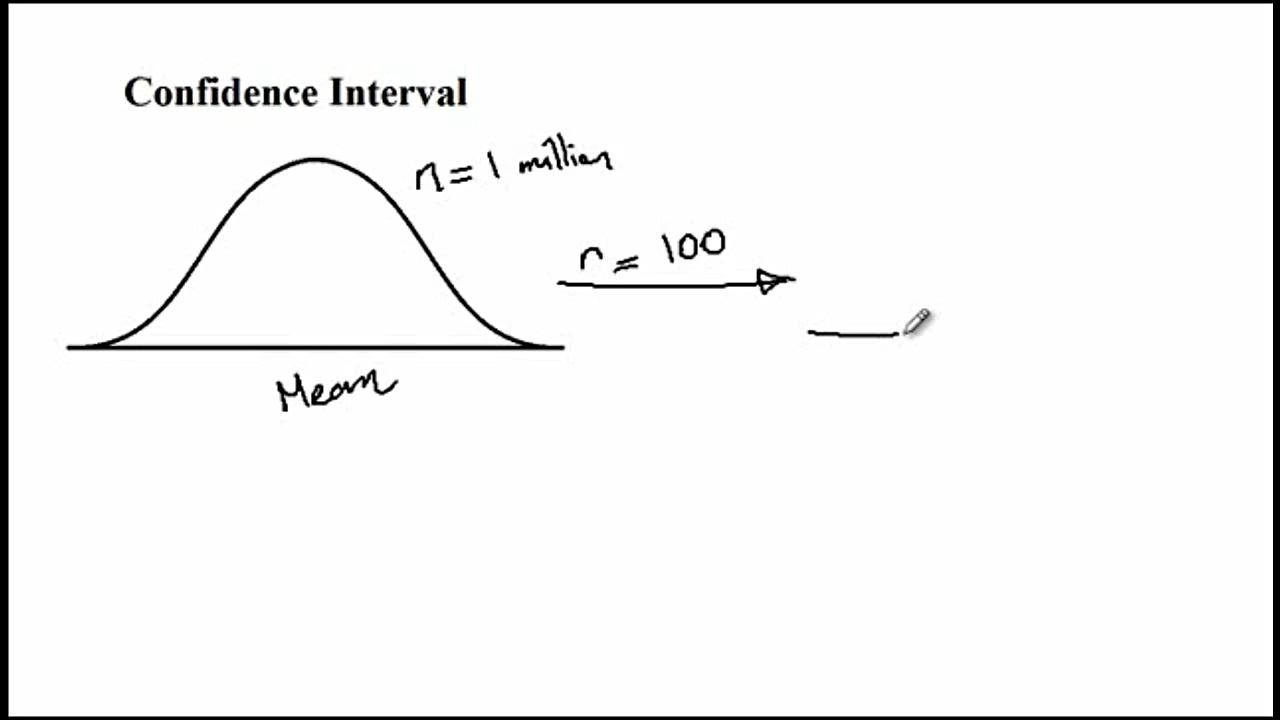 Confidence Interval
n = 1 million
n = 100
Mean